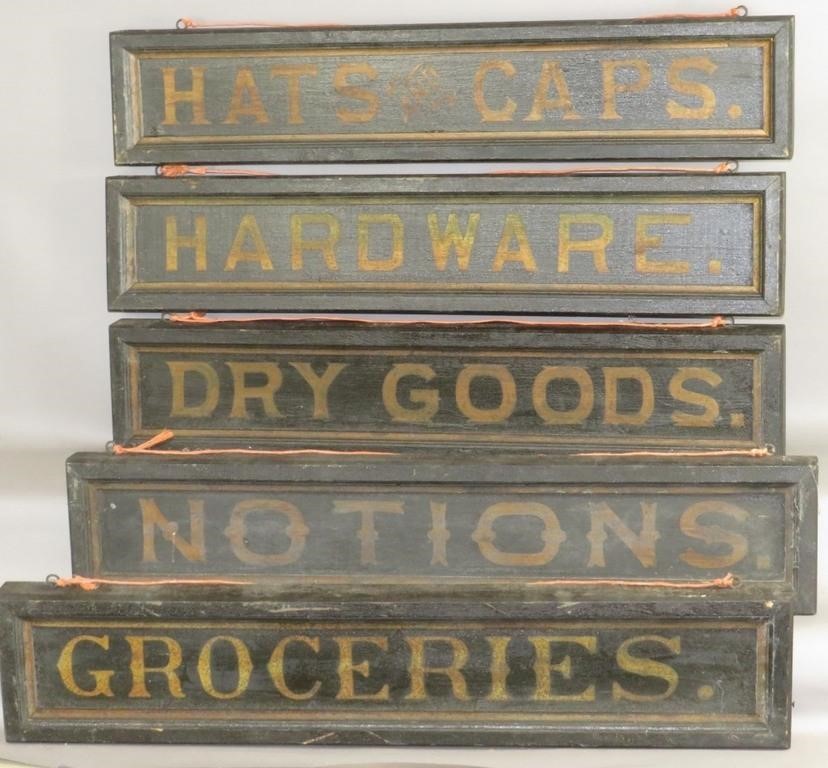 HATS & CAPS.
HARDWARE.
DRY GOODS.
NOTIONS.
GROCERIES.